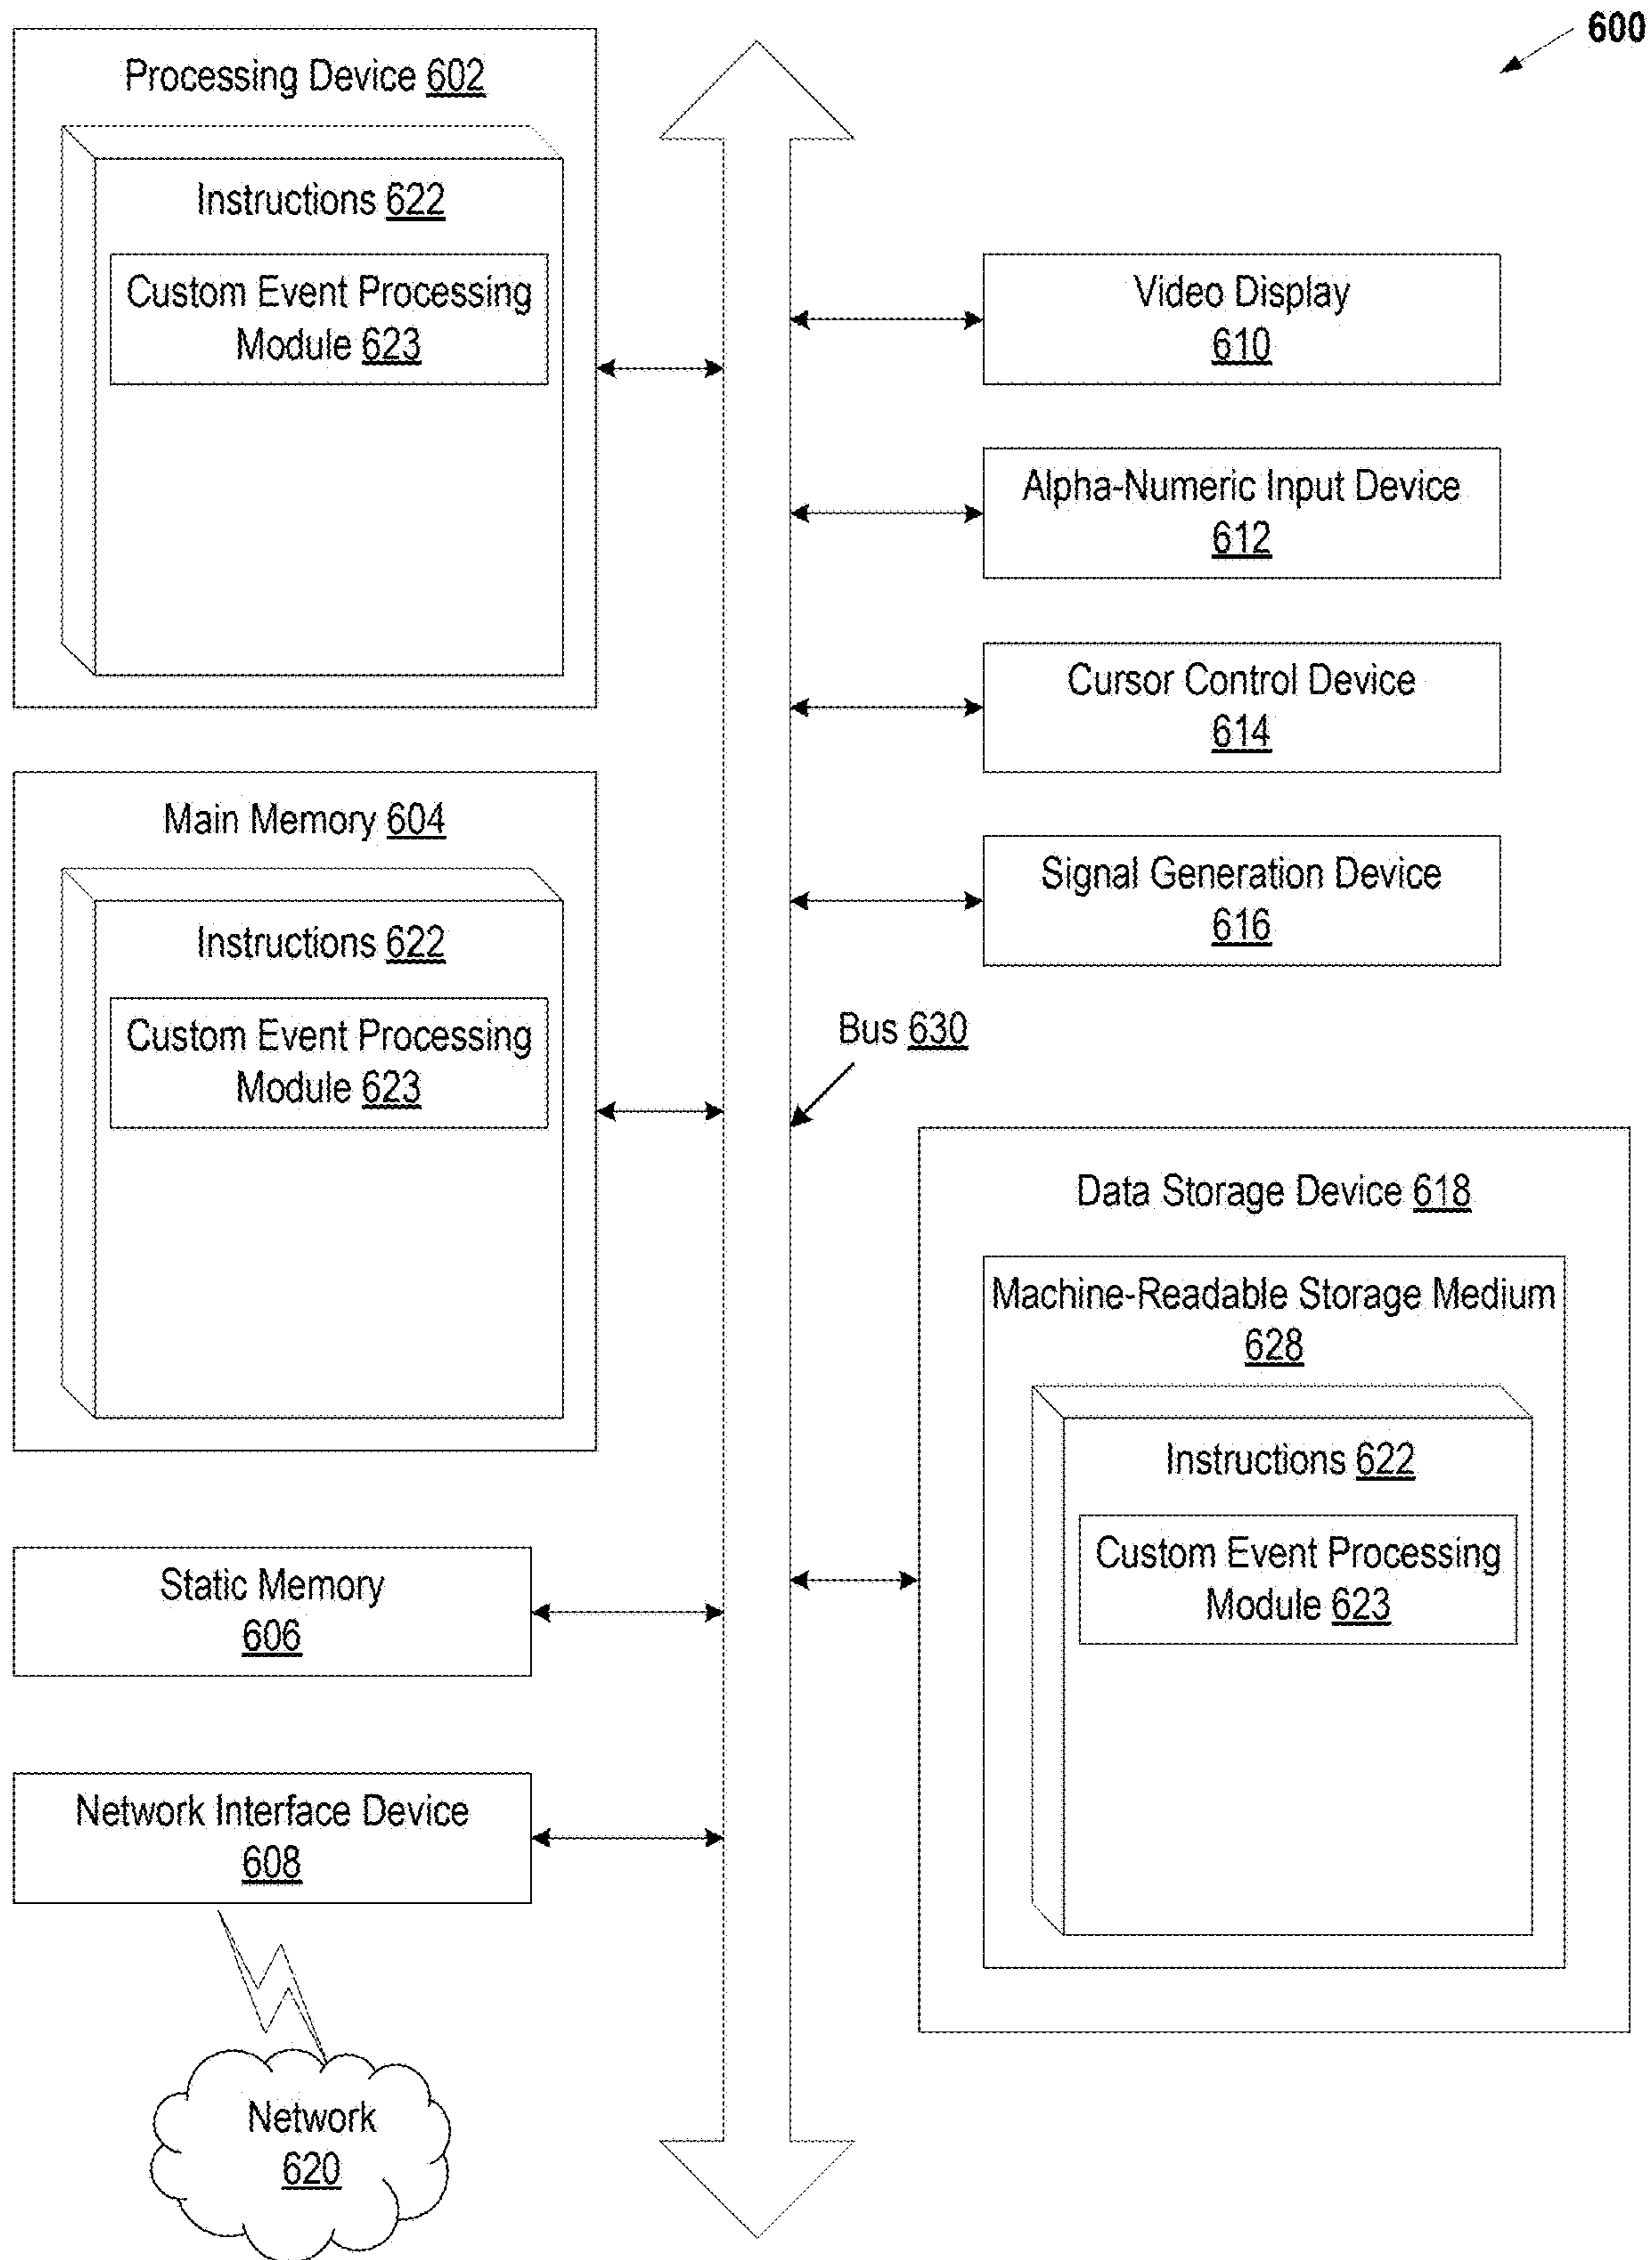 600
Processing Device 602
Instructions 622
Custom Event Processing
Module 623
Main Memory 604
Instructions 622
Custom Event Processing
Module 623
Static Memory
606
Network Interface Device
608
Network
620
Video Display
610
Alpha-Numeric Input Device
612
Cursor Control Device
614
Signal Generation Device
616
Bus 630
Data Storage Device 618
Machine-Readable Storage Medium
628
Instructions 622
Custom Event Processing
Module 623